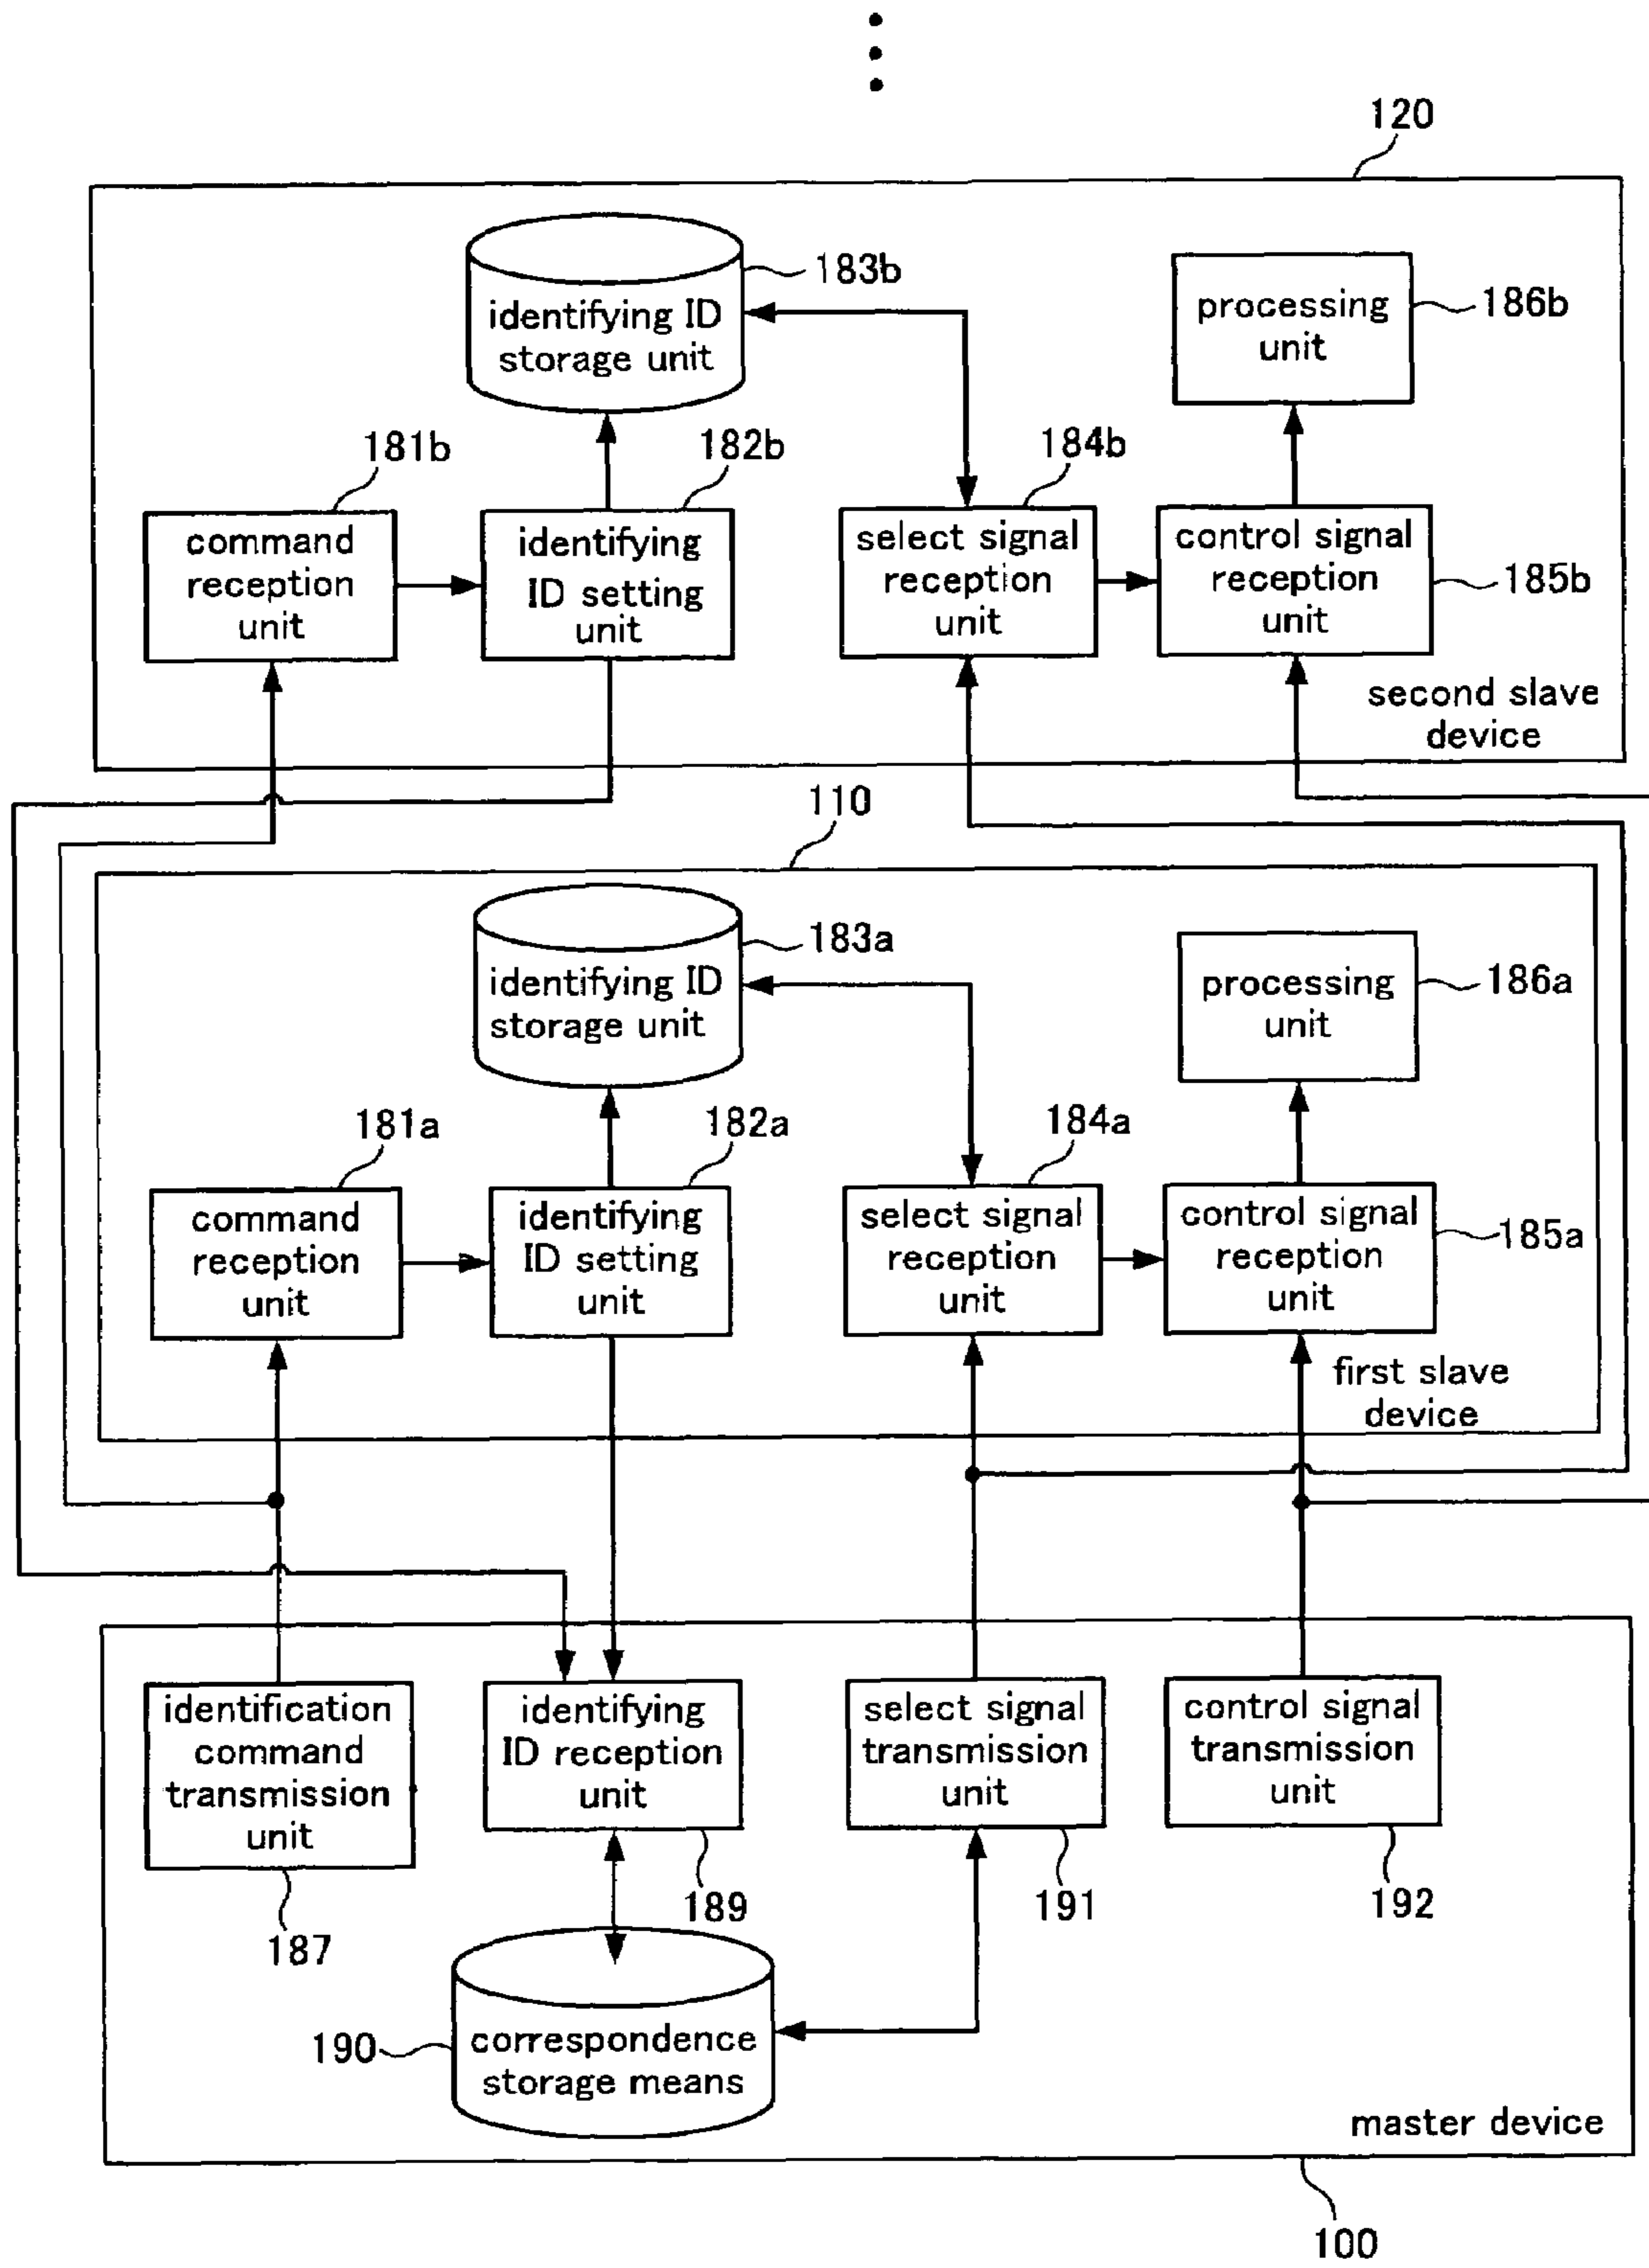 120
183b
identifying ID
storage unit
processing
unit
186b
181b
182b
184b
command
reception
unit
identifying
ID setting
unit
select signal
reception
unit
control signal
reception
unit
185b
second slave
device
110
183a
identifying ID
storage unit
processing
unit
186a
181a
182a
184a
command
reception
unit
identifying
ID setting
unit
select signal
reception
unit
control signal
reception
unit
185a
first slave
device
identification
command
transmission
unit
identifying
ID reception
unit
select signal
transmission
unit
control signal
transmission
unit
187
189
191
192
190
correspondence
storage means
master device
100